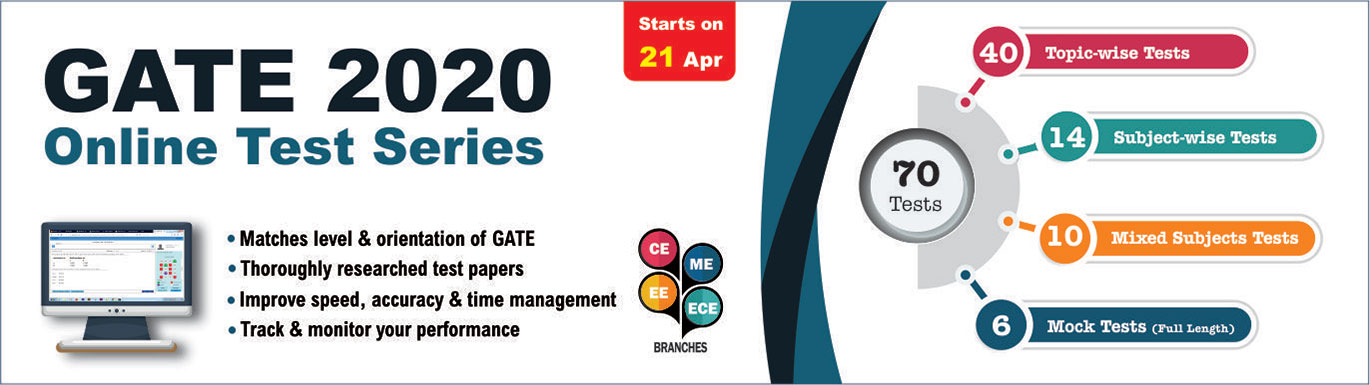 GATE 2020
Online Test Series
Starts on
21 Apr
• Matches level & orientation of GATE
• Thoroughly researched test papers
• Improve speed, accuracy & time management
• Track & monitor your performance
CE
ME
EE
ECE
BRANCHES
70
Tests
40 Topic-wise Tests
14 Subject-wise Tests
10 Mixed Subjects Tests
6 Mock Tests (Full Length)